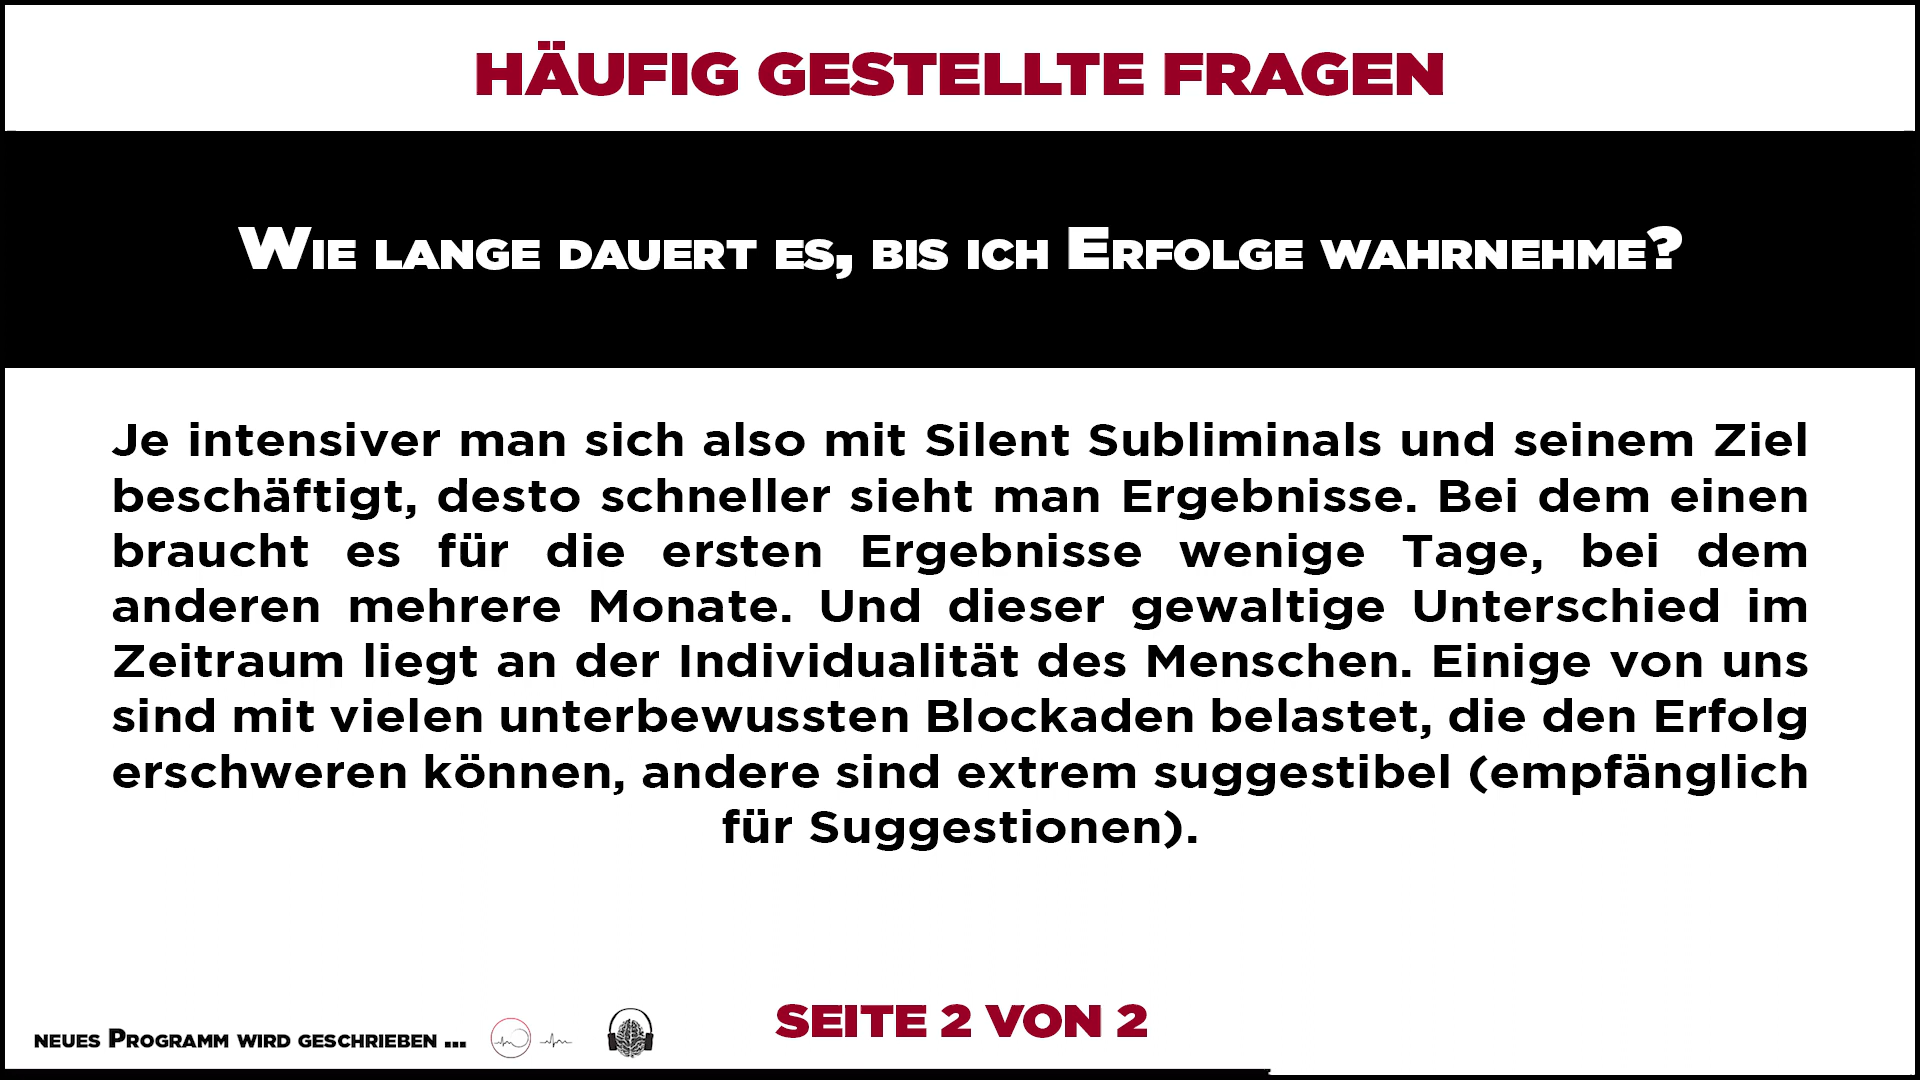 HÄUFIG GESTELLTE FRAGEN
Wie lange dauert es, bis ich Erfolge wahrnehme?
Je intensiver man sich also mit Silent Subliminals und seinem Ziel
beschäftigt, desto schneller sieht man Ergebnisse. Bei dem einen
braucht es für die ersten Ergebnisse wenige Tage, bei dem
anderen mehrere Monate. Und dieser gewaltige Unterschied im
Zeitraum liegt an der Individualität des Menschen. Einige von uns
sind mit vielen unterbewussten Blockaden belastet, die den Erfolg
erschweren können, andere sind extrem suggestibel (empfänglich
für Suggestionen).
SEITE 2 VON 2
neues Programm wird geschrieben ...